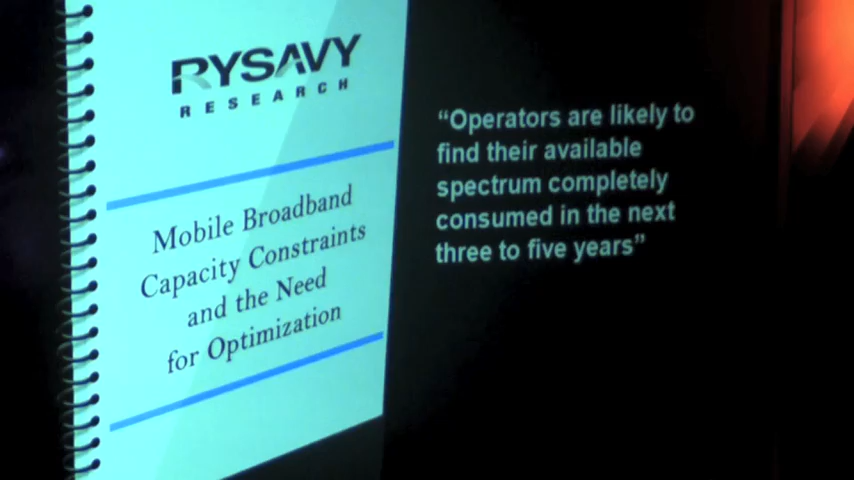 RYSAVY
RESEARCH
Mobile Broadband
Capacity Constraints
and the Need
for Optimization
“Operators are likely to
find their available
spectrum completely
consumed in the next
three to five years”